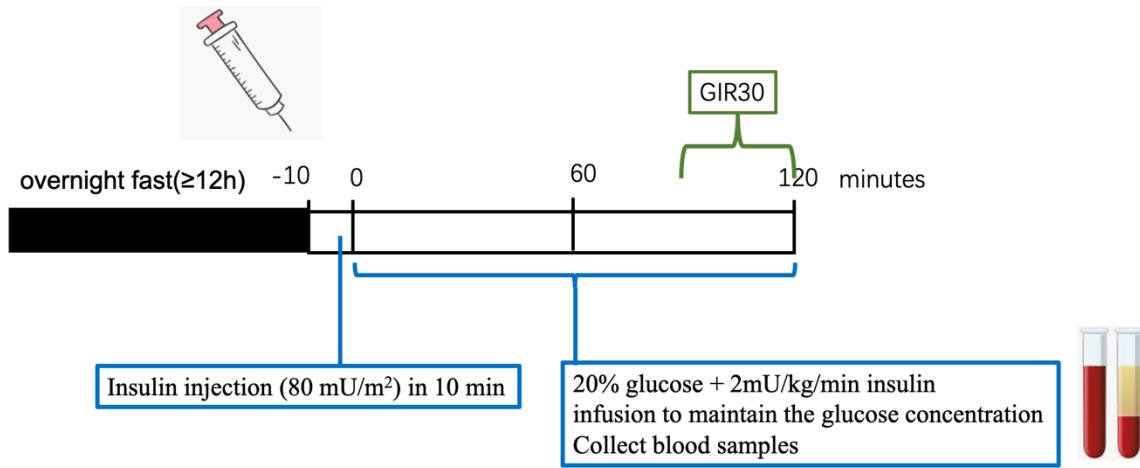 GIR30
overnight fast(≥12h)
-10
0
60
120
minutes
Insulin injection (80 mU/m²) in 10 min
20% glucose + 2mU/kg/min insulin
infusion to maintain the glucose concentration
Collect blood samples